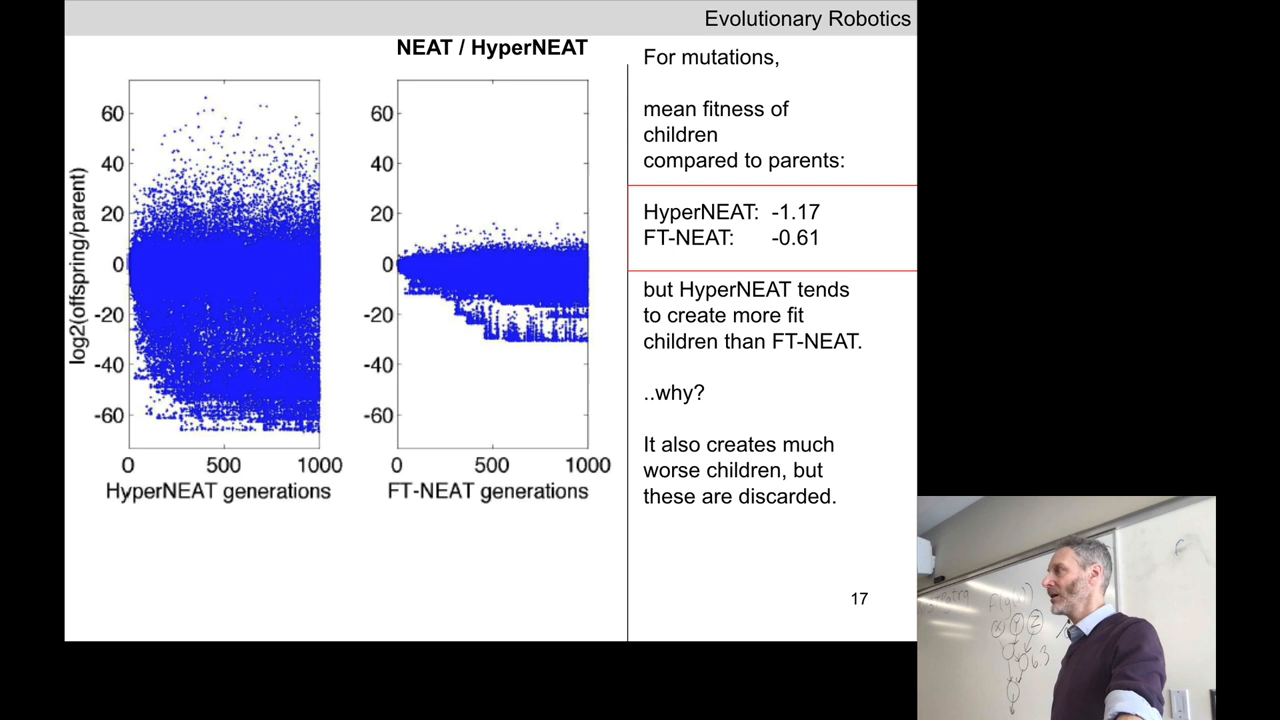 Evolutionary Robotics
NEAT / HyperNEAT
log2(offspring/parent)
60
40
20
0
-20
-40
-60
0 500 1000
HyperNEAT generations
60
40
20
0
-20
-40
-60
0 500 1000
FT-NEAT generations
For mutations,
mean fitness of
children
compared to parents:
HyperNEAT: -1.17
FT-NEAT: -0.61
but HyperNEAT tends
to create more fit
children than FT-NEAT.
..why?
It also creates much
worse children, but
these are discarded.
17
X Y Z